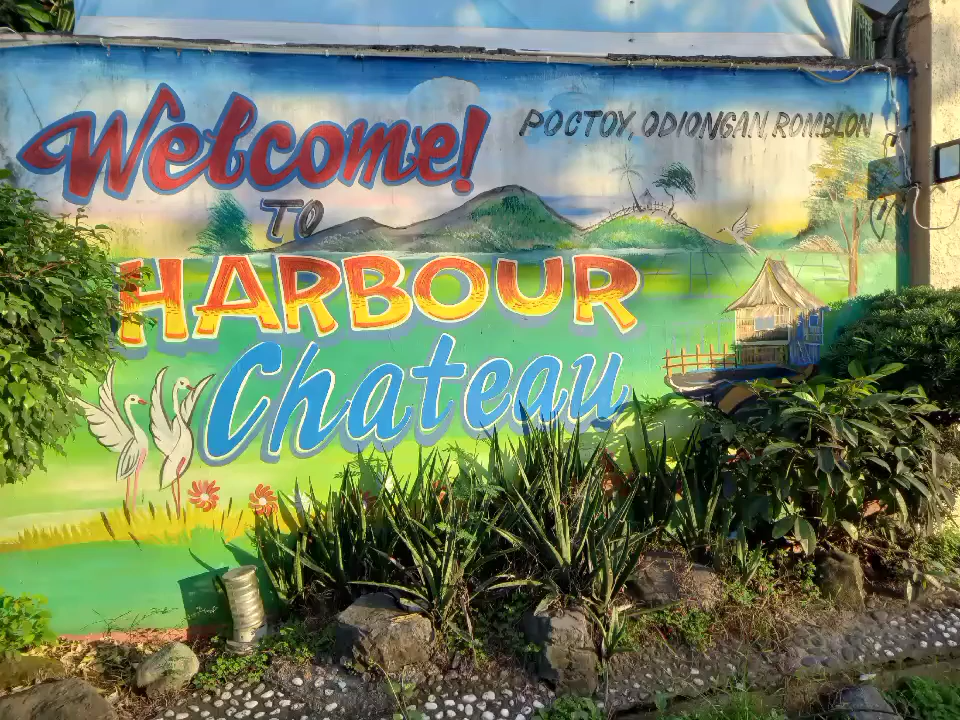 Welcome!
POCTOY, ODIONGAN, ROMBLON
TO
HARBOUR
Chateau